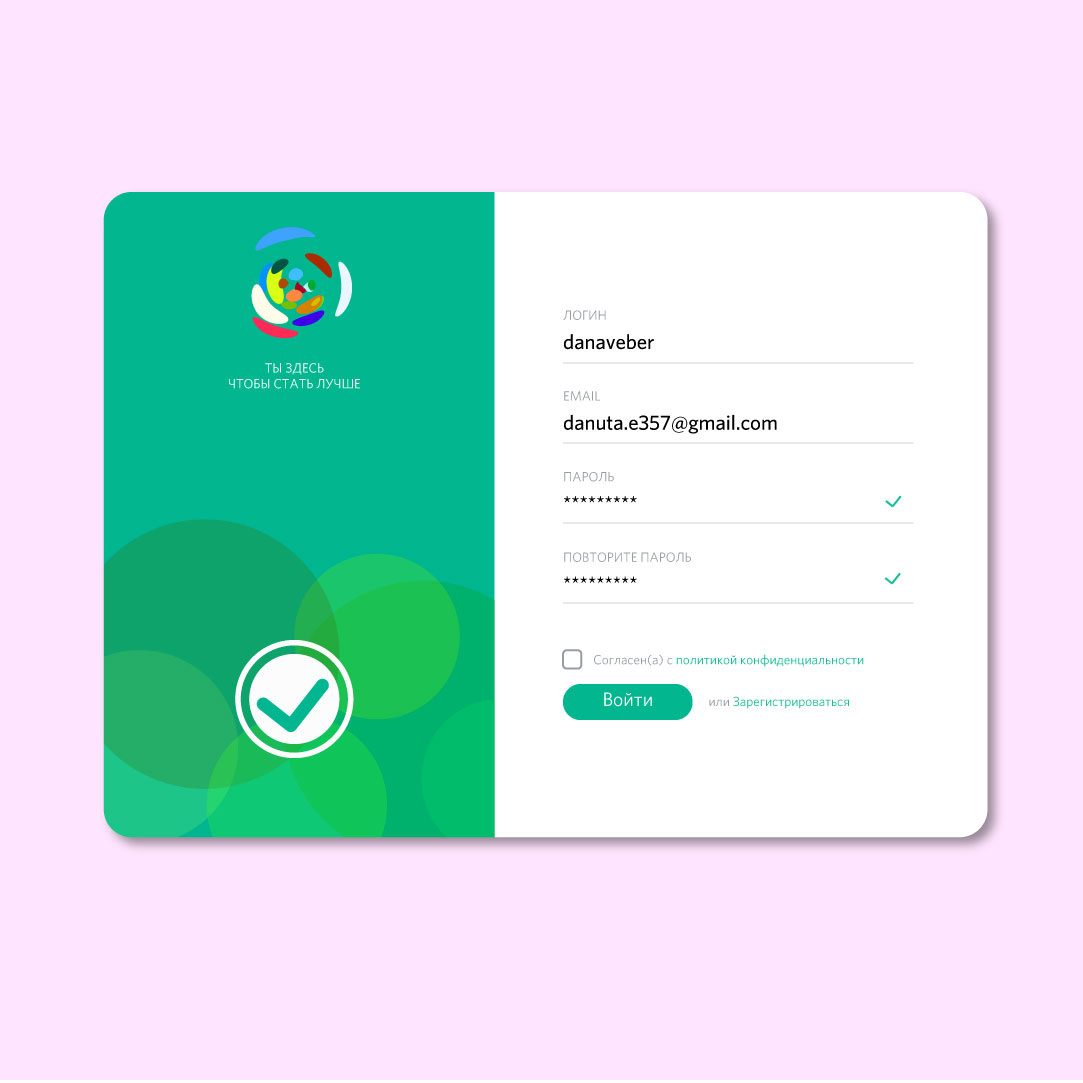 ТЫ ЗДЕСЬ
ЧТОБЫ СТАТЬ ЛУЧШЕ
ЛОГИН
danaveber
EMAIL
danuta.e357@gmail.com
ПАРОЛЬ
*********
ПОВТОРИТЕ ПАРОЛЬ
*********
Согласен(а) с политикой конфиденциальности
Войти или Зарегистрироваться